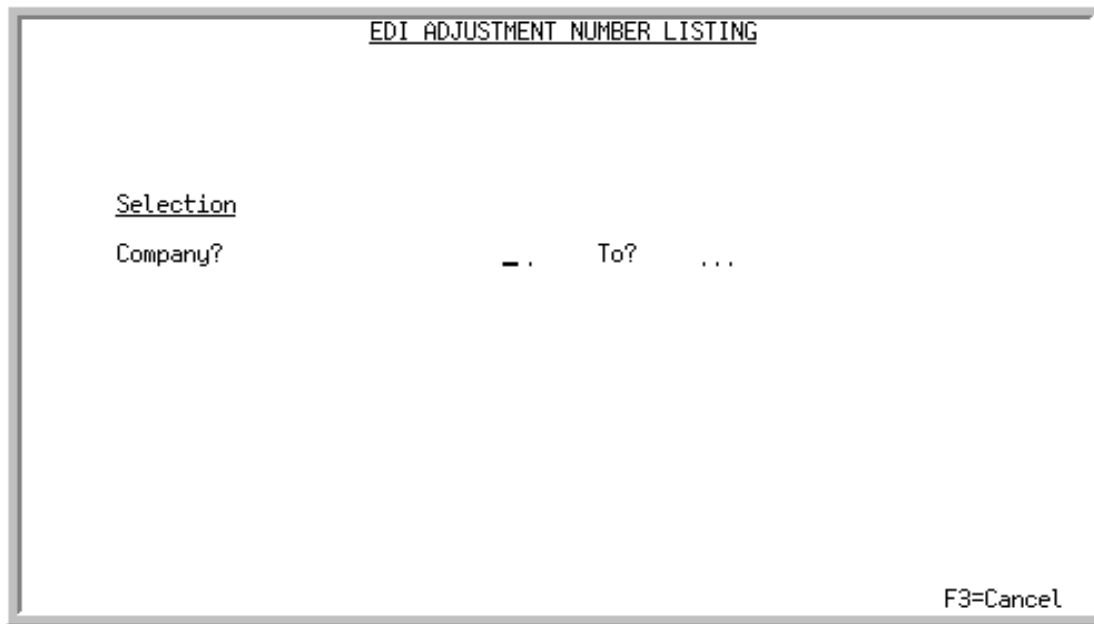 EDI ADJUSTMENT NUMBER LISTING
Selection
Company? _. To? ...
F3=Cancel